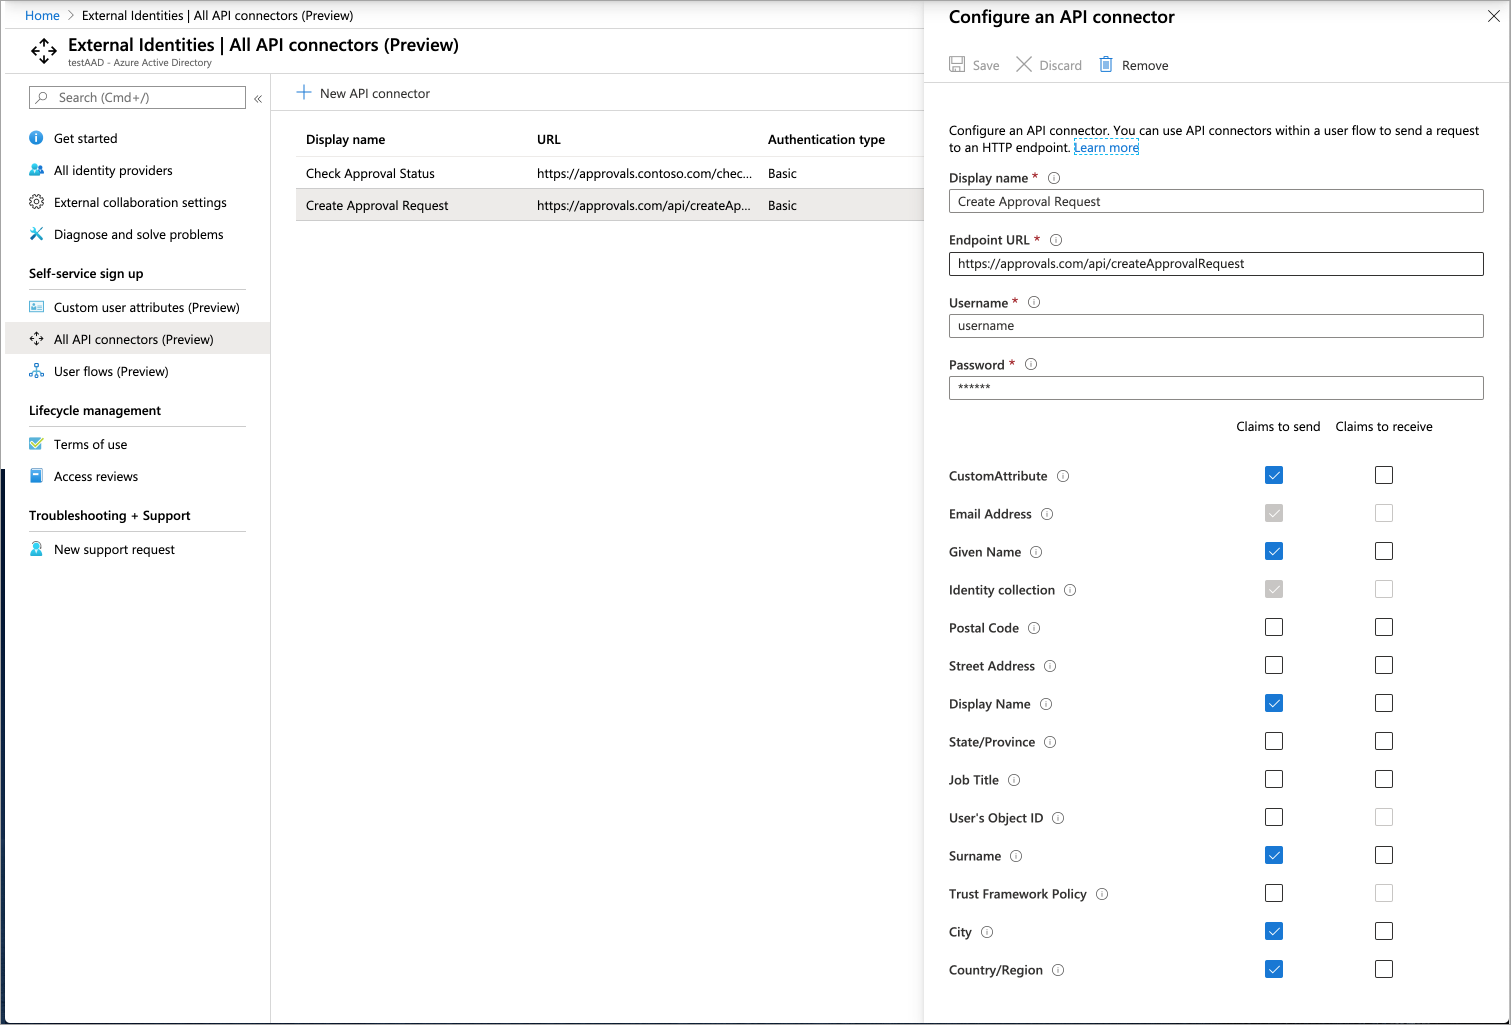 Home > External Identities | All API connectors (Preview)
External Identities | All API connectors (Preview)
testAAD - Azure Active Directory
Search (Cmd+/)
«
Get started
All identity providers
External collaboration settings
Diagnose and solve problems
Self-service sign up
Custom user attributes (Preview)
All API connectors (Preview)
User flows (Preview)
Lifecycle management
Terms of use
Access reviews
Troubleshooting + Support
New support request
New API connector
Display name URL Authentication type
Check Approval Status https://approvals.contoso.com/chec... Basic
Create Approval Request https://approvals.com/api/createAp... Basic
Configure an API connector
Save Discard Remove
Configure an API connector. You can use API connectors within a user flow to send a request
to an HTTP endpoint. Learn more
Display name *
Create Approval Request
Endpoint URL *
https://approvals.com/api/createApprovalRequest
Username *
username
Password *
******
Claims to send Claims to receive
CustomAttribute
Email Address
Given Name
Identity collection
Postal Code
Street Address
Display Name
State/Province
Job Title
User's Object ID
Surname
Trust Framework Policy
City
Country/Region